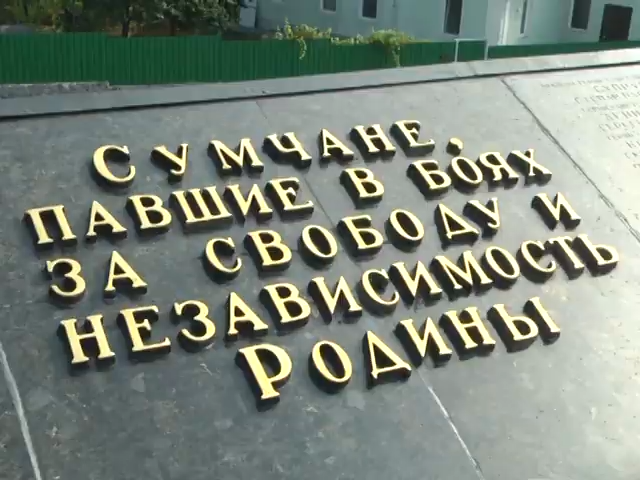 СУМЧАНЕ,
ПАВШИЕ В БОЯХ
ЗА СВОБОДУ И
НЕЗАВИСИМОСТЬ
РОДИНЫ